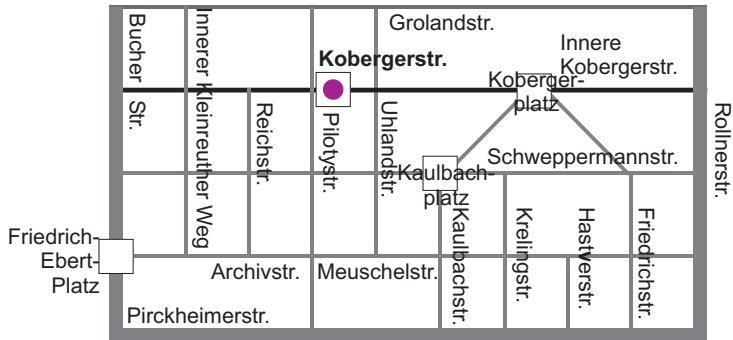 Bucher
Str.
Innerer Kleinreuther Weg
Grolandstr.
Kobergerstr.
Innere
Kobergerstr.
Koberger-
platz
Reichstr.
Pilotystr.
Uhlandstr.
Rollnerstr.
Schweppermannstr.
Kaulbach-
platz
Kaulbachstr.
Krelingstr.
Hastverstr.
Friedrichstr.
Friedrich-
Ebert-
Platz
Archivstr.
Meuschelstr.
Pirckheimerstr.